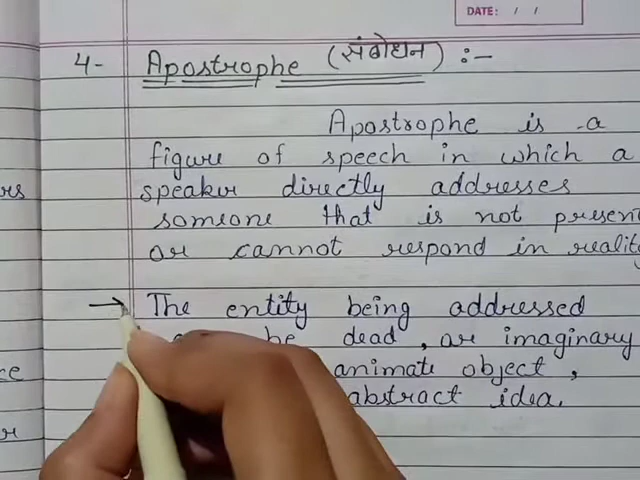 DATE: / /
4- Apostrophe (संबोधन) :-
Apostrophe is a
figure of speech in which a
speaker directly addresses
someone that is not present
or cannot respond in reality
→ The entity being addressed
be dead, or imaginary
animate object,
abstract idea.